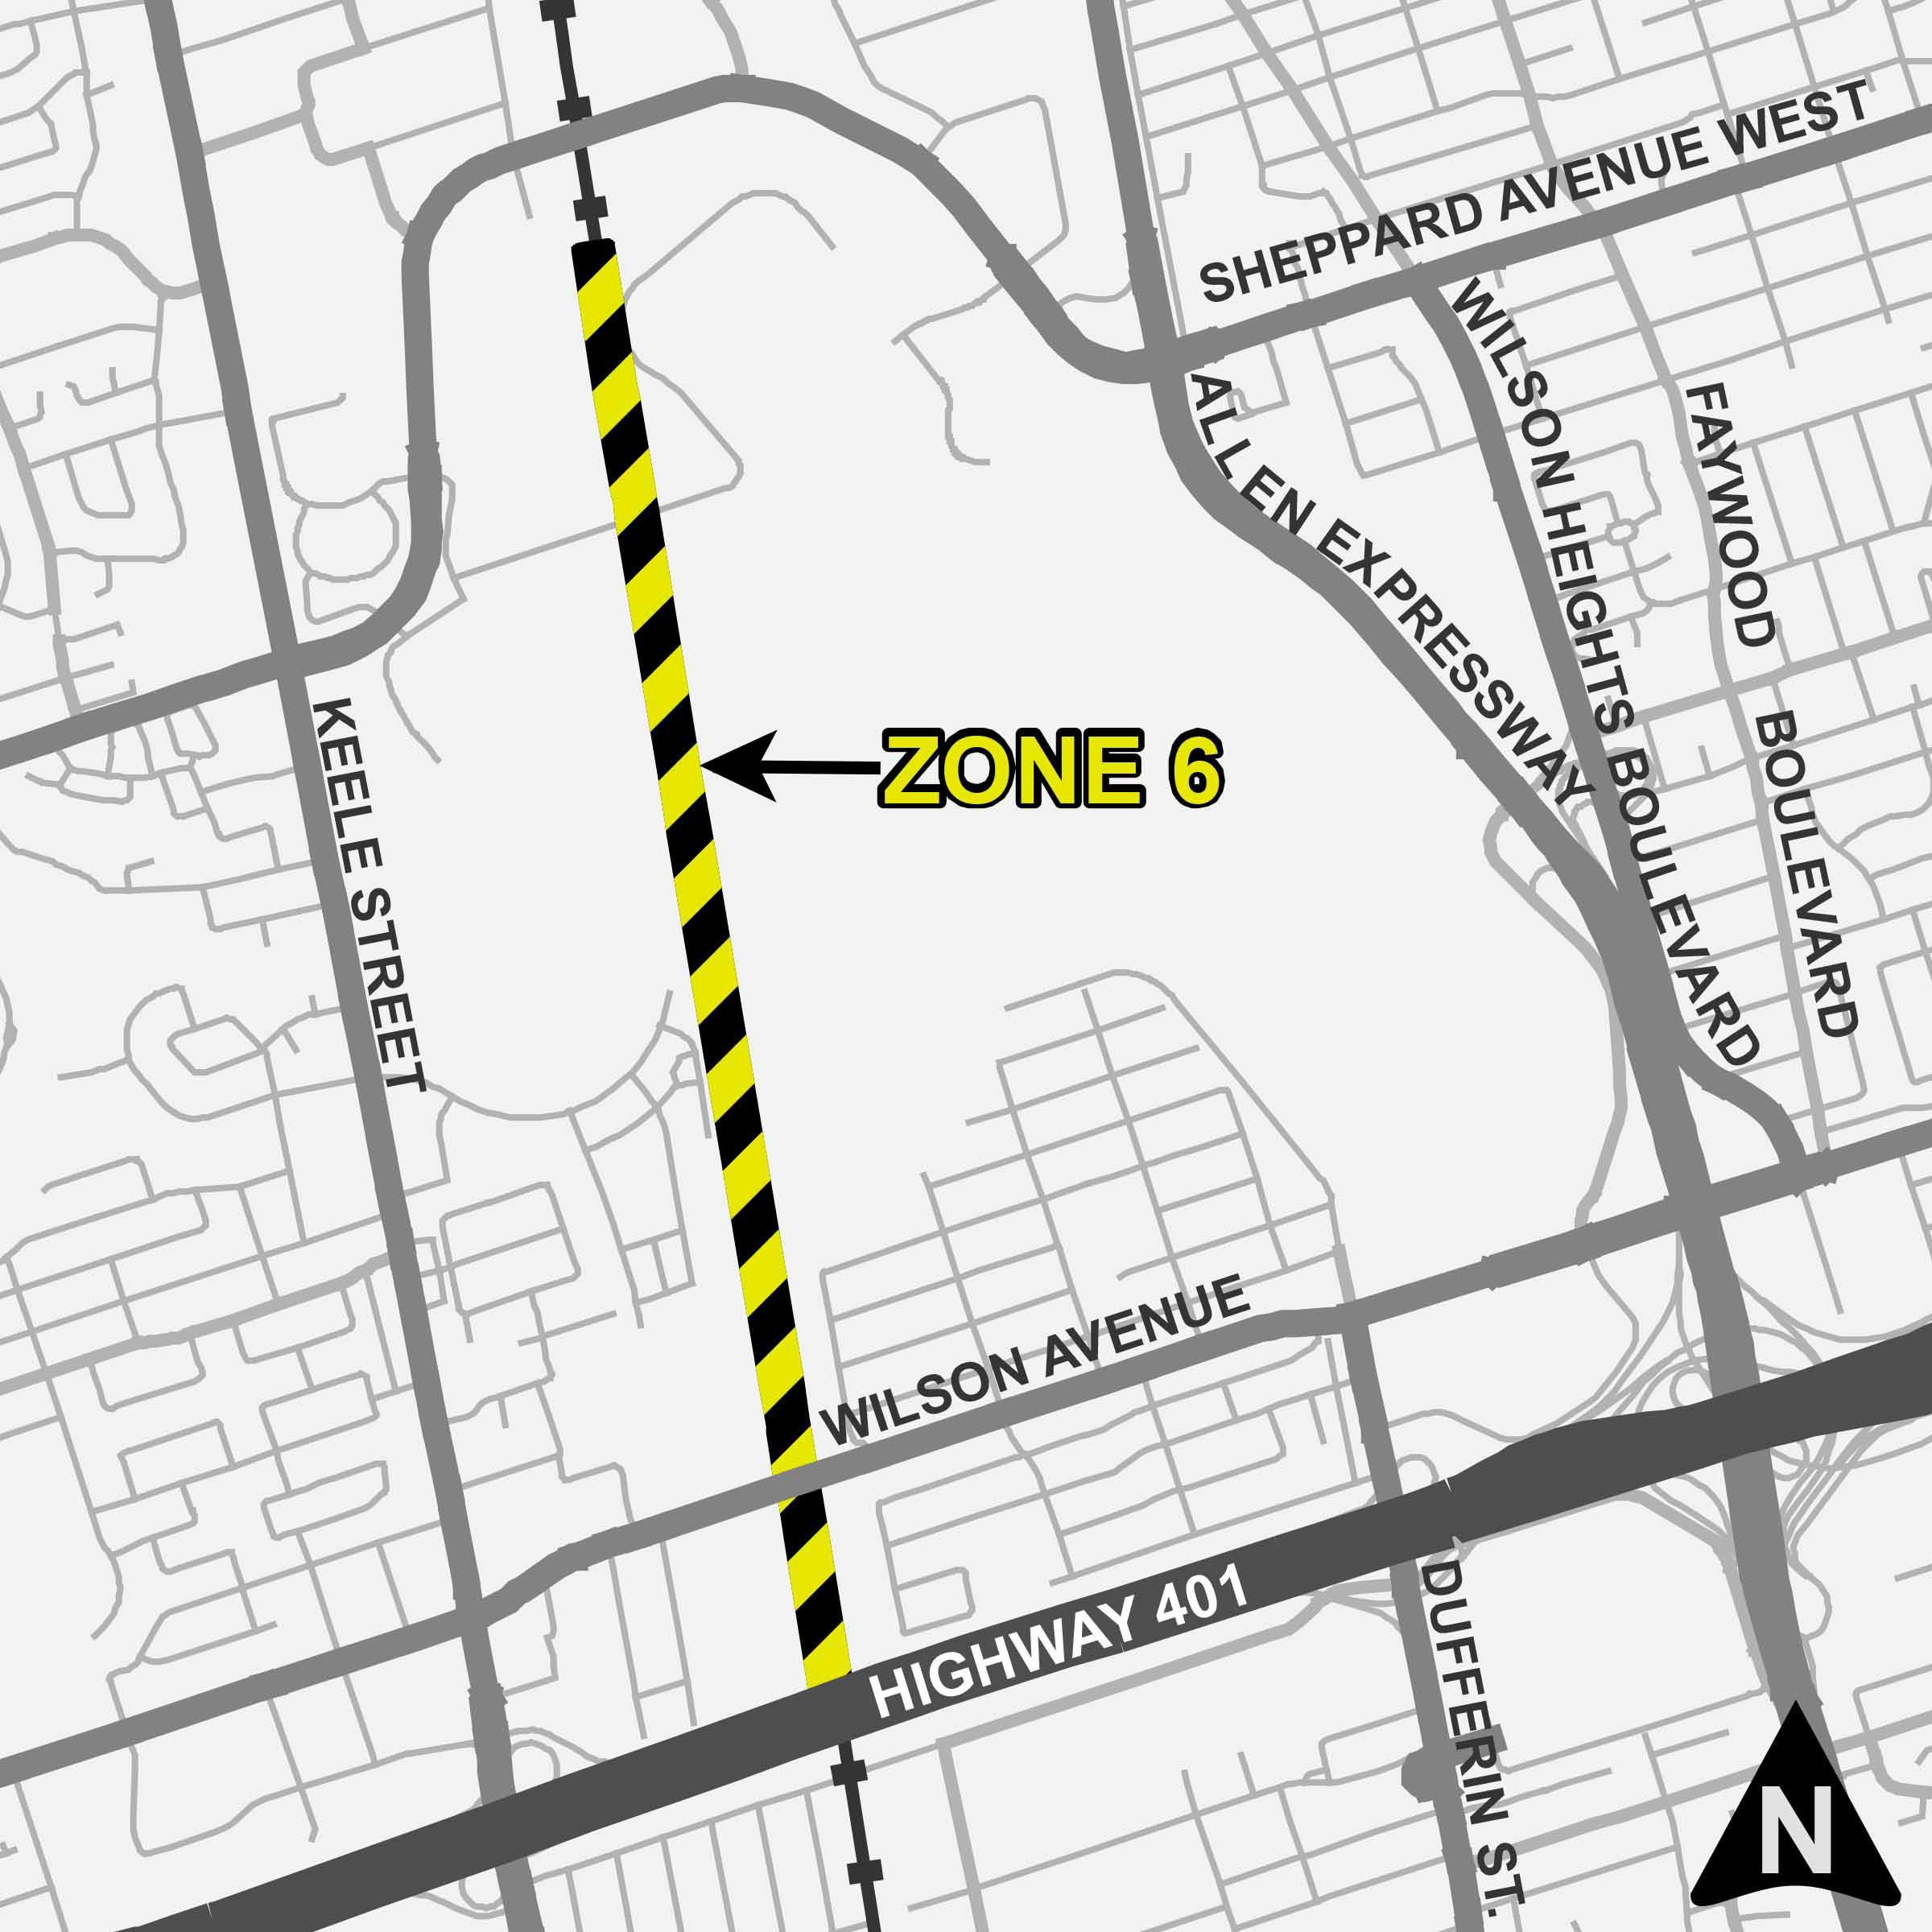 SHEPPARD AVENUE WEST
WILSON HEIGHTS BOULEVARD
FAYWOOD BOULEVARD
ALLEN EXPRESSWAY
KEELE STREET
ZONE 6
WILSON AVENUE
HIGHWAY 401
DUFFERIN ST.
N